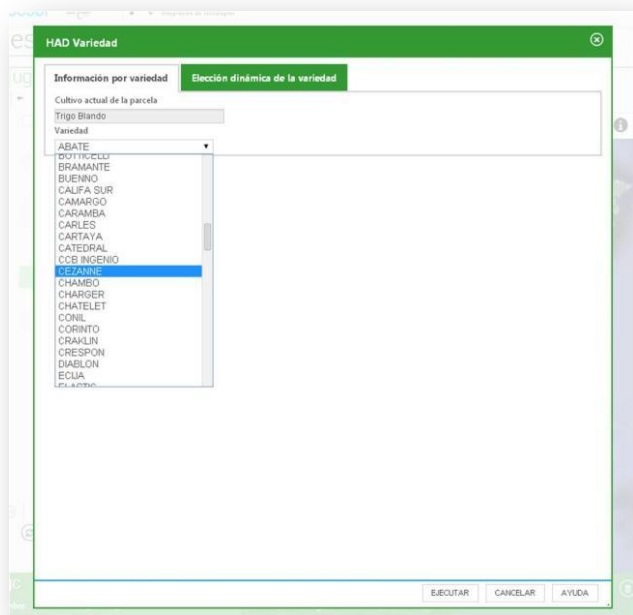 HAD Variedad
Información por variedad
Elección dinámica de la variedad
Cultivo actual de la parcela
Trigo Blando
Variedad
ABATE
BOTTICELLI
BRAMANTE
BUENNO
CALIFA SUR
CAMARGO
CARAMBA
CARLES
CARTAYA
CATEDRAL
CCB INGENIO
CEZANNE
CHAMBO
CHARGER
CHATELET
CONIL
CORINTO
CRAKLIN
CRESPON
DIABLON
ECIJA
EJECUTAR
CANCELAR
AYUDA